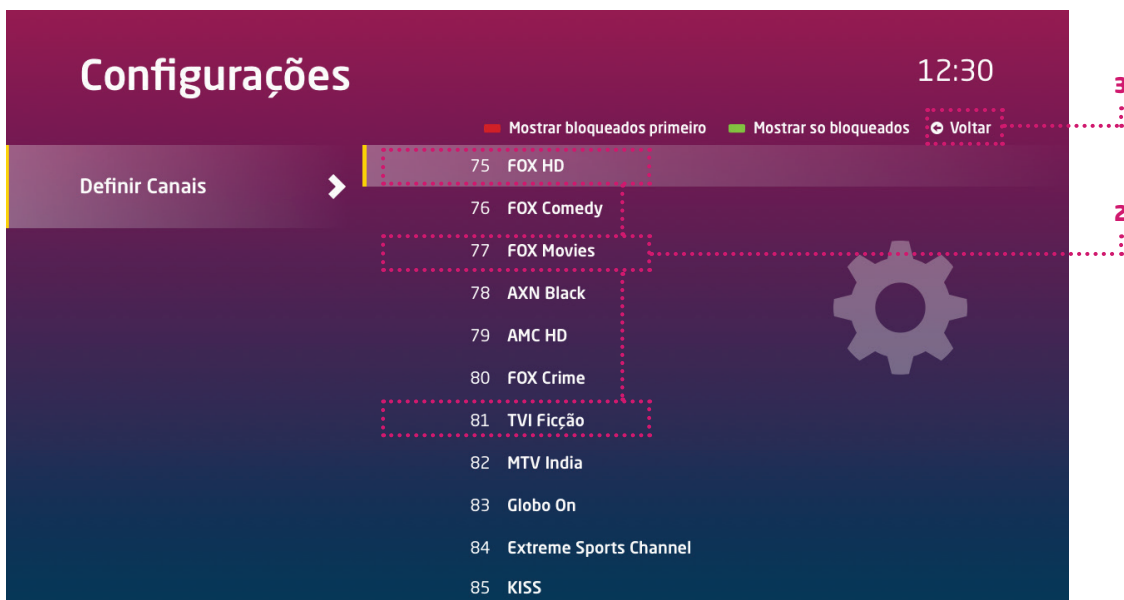 Configurações
12:30
3
Mostrar bloqueados primeiro Mostrar so bloqueados Voltar
Definir Canais
75 FOX HD
76 FOX Comedy
2
77 FOX Movies
78 AXN Black
79 AMC HD
80 FOX Crime
81 TVI Ficção
82 MTV India
83 Globo On
84 Extreme Sports Channel
85 KISS